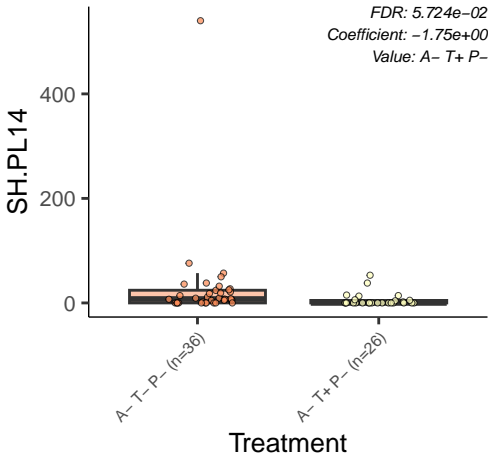 FDR: 5.724e−02
Coefficient: −1.75e+00
Value: A− T+ P−
SH.PL14
400
200
0
A− T− P− (n=36)
A− T+ P− (n=26)
Treatment